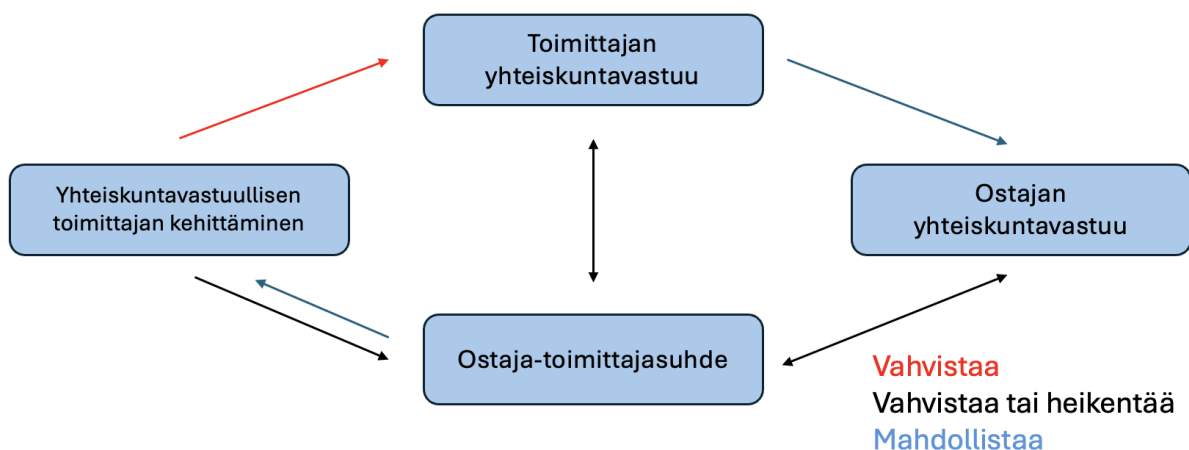 Toimittajan
yhteiskuntavastuu
Yhteiskuntavastuullisen
toimittajan kehittäminen
Ostajan
yhteiskuntavastuu
Ostaja-toimittajasuhde
Vahvistaa
Vahvistaa tai heikentää
Mahdollistaa